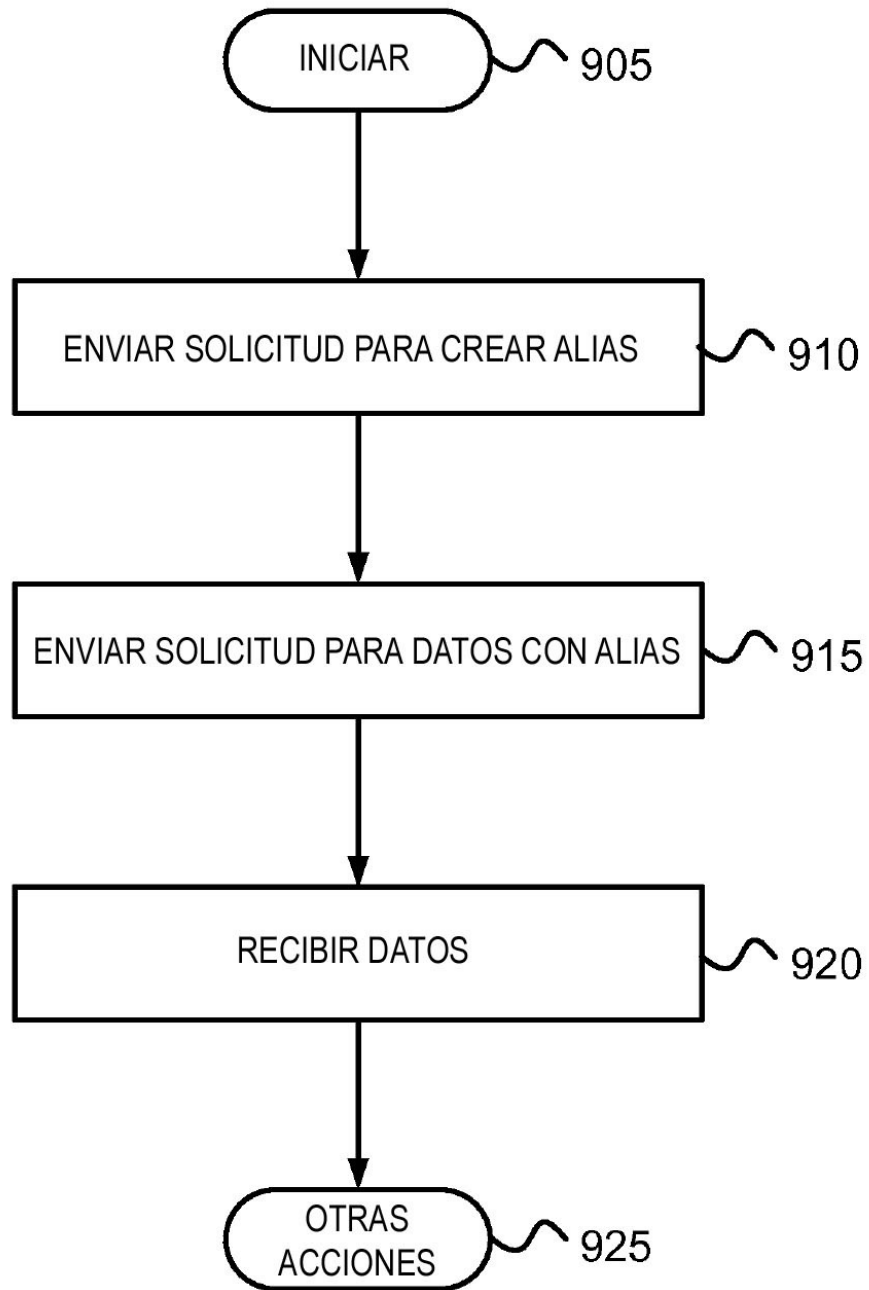 INICIAR
905
ENVIAR SOLICITUD PARA CREAR ALIAS
910
ENVIAR SOLICITUD PARA DATOS CON ALIAS
915
RECIBIR DATOS
920
OTRAS
ACCIONES
925